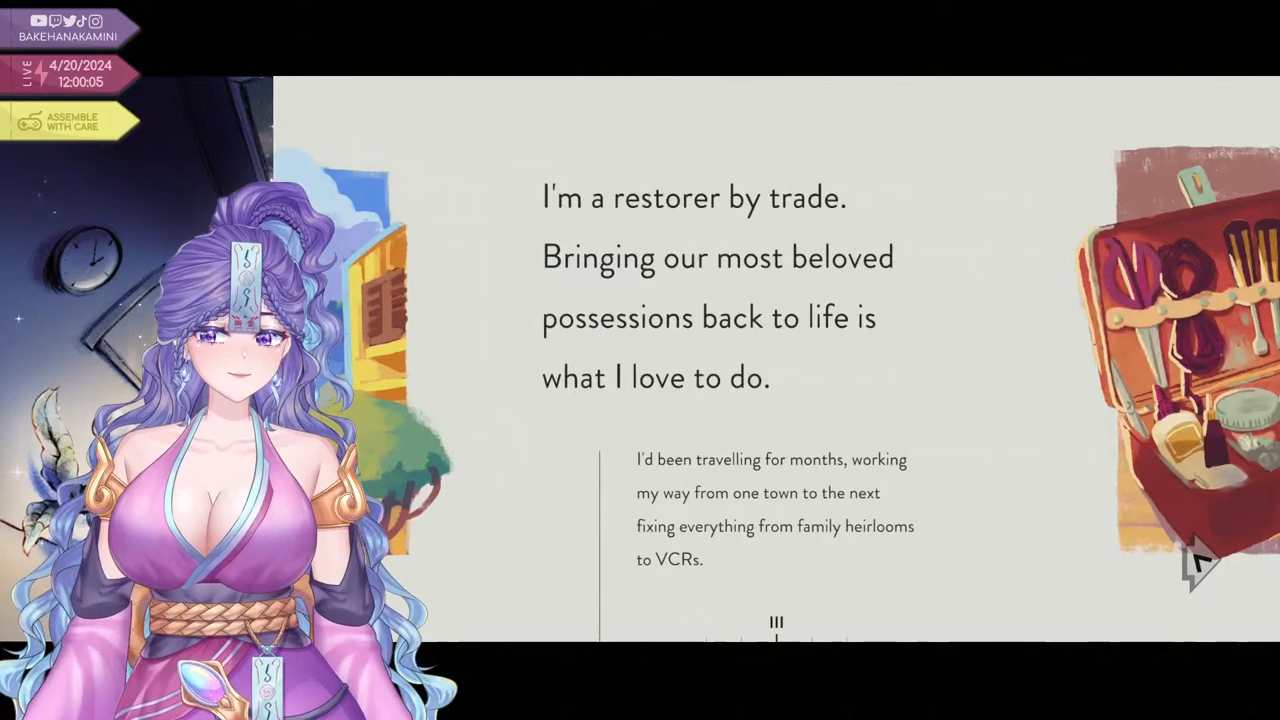 BAKEHANAKAMINI
LIVE
4/20/2024
12:00:05
ASSEMBLE
WITH CARE
I'm a restorer by trade.
Bringing our most beloved
possessions back to life is
what I love to do.
I'd been travelling for months, working
my way from one town to the next
fixing everything from family heirlooms
to VCRs.
III